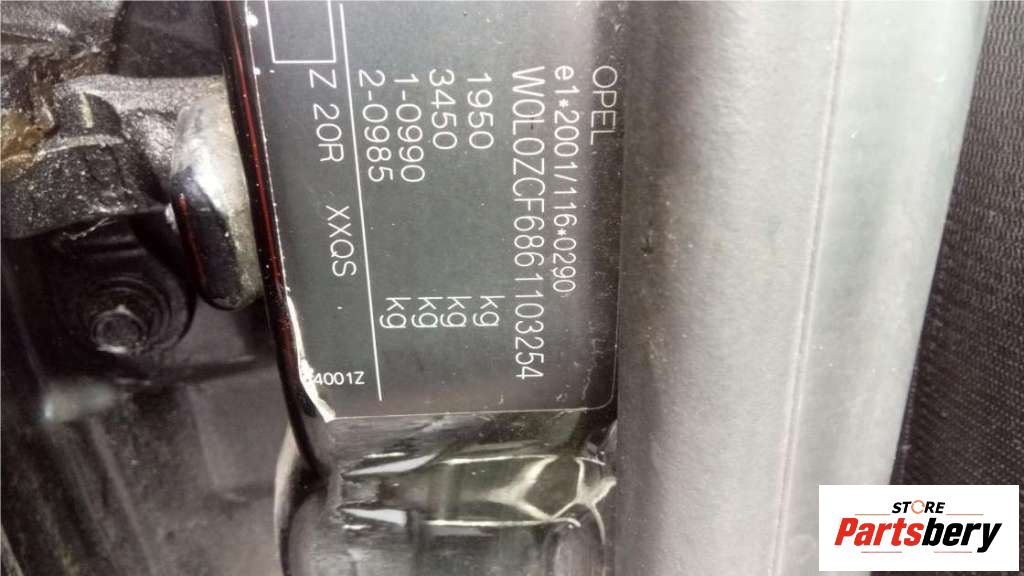 OPEL
e1*2001/116*0290
W0L0ZCF6861103254
1950 kg
3450 kg
1-0990 kg
2-0985 kg
Z 20R XXQS
4001Z
STORE
Partsbery